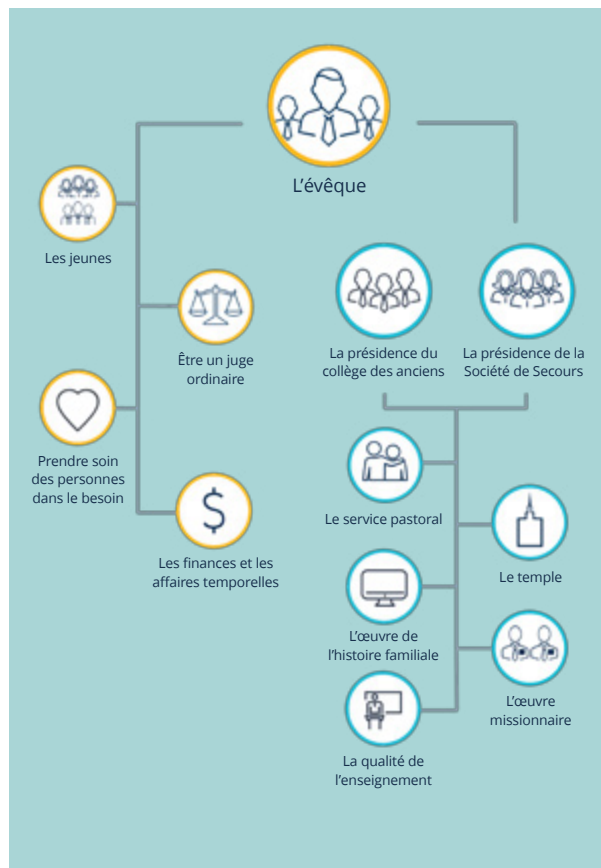 L'évêque
Les jeunes
Être un juge
ordinaire
Prendre soin
des personnes
dans le besoin
$
Les finances et les
affaires temporelles
La présidence du
collège des anciens
La présidence de la
Société de Secours
Le service pastoral
Le temple
L'œuvre de
l'histoire familiale
L'œuvre
missionnaire
La qualité de
l'enseignement